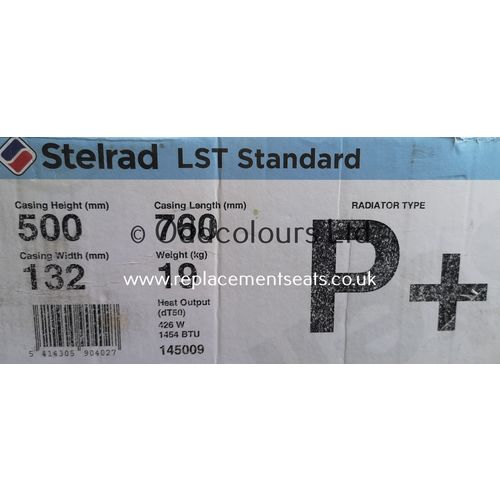 Stelrad LST Standard
Casing Height (mm) Casing Length (mm) RADIATOR TYPE
500 760 P+
© Oddcolours Ltd
Casing Width (mm) Weight (kg)
132
www.replacementseats.co.uk
Heat Output
(dT50)
426 W
1454 BTU
5 414305 904027 145009